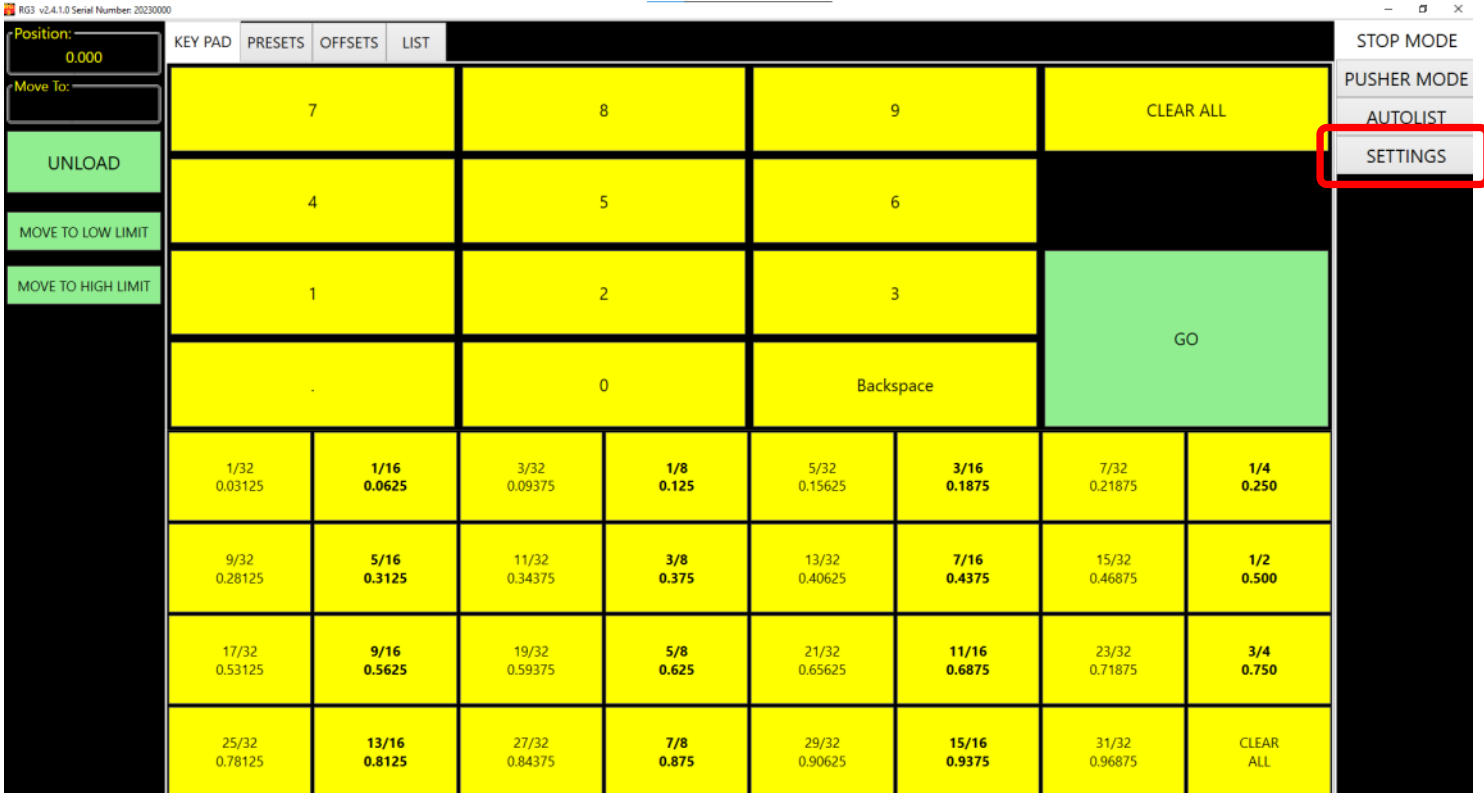 RG3 v2.4.1.0 Serial Number: 20230000
Position:
0.000
Move To:
UNLOAD
MOVE TO LOW LIMIT
MOVE TO HIGH LIMIT
KEY PAD PRESETS OFFSETS LIST
7 8 9 CLEAR ALL
4 5 6
1 2 3
GO
. 0 Backspace
1/32 1/16 3/32 1/8 5/32 3/16 7/32 1/4
0.03125 0.0625 0.09375 0.125 0.15625 0.1875 0.21875 0.250
9/32 5/16 11/32 3/8 13/32 7/16 15/32 1/2
0.28125 0.3125 0.34375 0.375 0.40625 0.4375 0.46875 0.500
17/32 9/16 19/32 5/8 21/32 11/16 23/32 3/4
0.53125 0.5625 0.59375 0.625 0.65625 0.6875 0.71875 0.750
25/32 13/16 27/32 7/8 29/32 15/16 31/32 CLEAR
0.78125 0.8125 0.84375 0.875 0.90625 0.9375 0.96875 ALL
STOP MODE
PUSHER MODE
AUTOLIST
SETTINGS